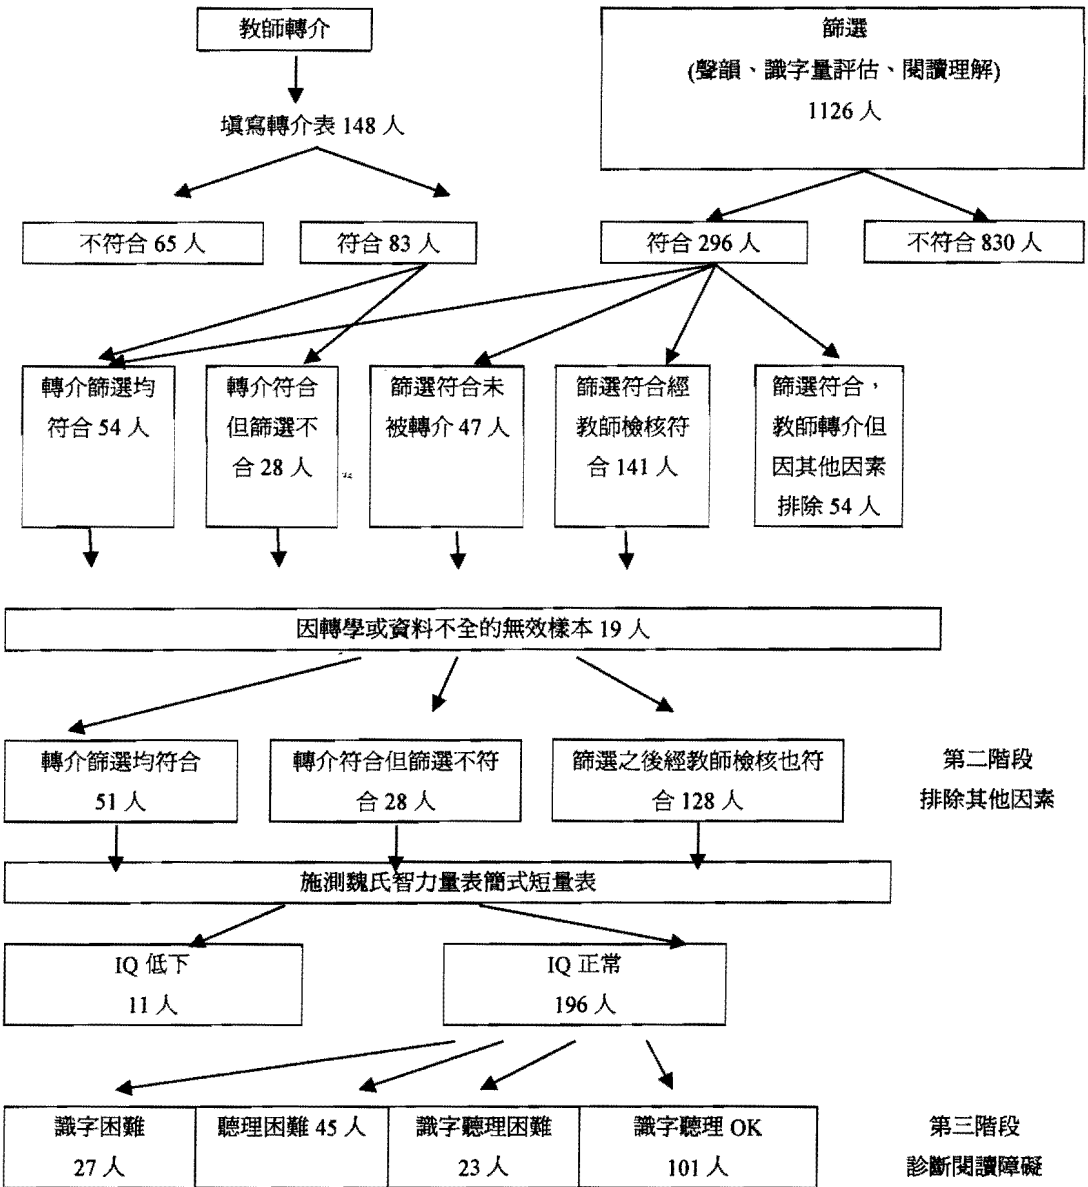 教師轉介
篩選
(聲韻、識字量評估、閱讀理解)
1126 人
填寫轉介表 148 人
不符合 65 人
符合 83 人
符合 296 人
不符合 830 人
轉介篩選均
符合 54 人
轉介符合
但篩選不
合 28 人
篩選符合未
被轉介 47 人
篩選符合經
教師檢核符
合 141 人
篩選符合，
教師轉介但
因其他因素
排除 54 人
因轉學或資料不全的無效樣本 19 人
轉介篩選均符合
51 人
轉介符合但篩選不符
合 28 人
篩選之後經教師檢核也符
合 128 人
第二階段
排除其他因素
施測魏氏智力量表簡式短量表
IQ 低下
11 人
IQ 正常
196 人
識字困難
27 人
聽理困難 45 人
識字聽理困難
23 人
識字聽理 OK
101 人
第三階段
診斷閱讀障礙